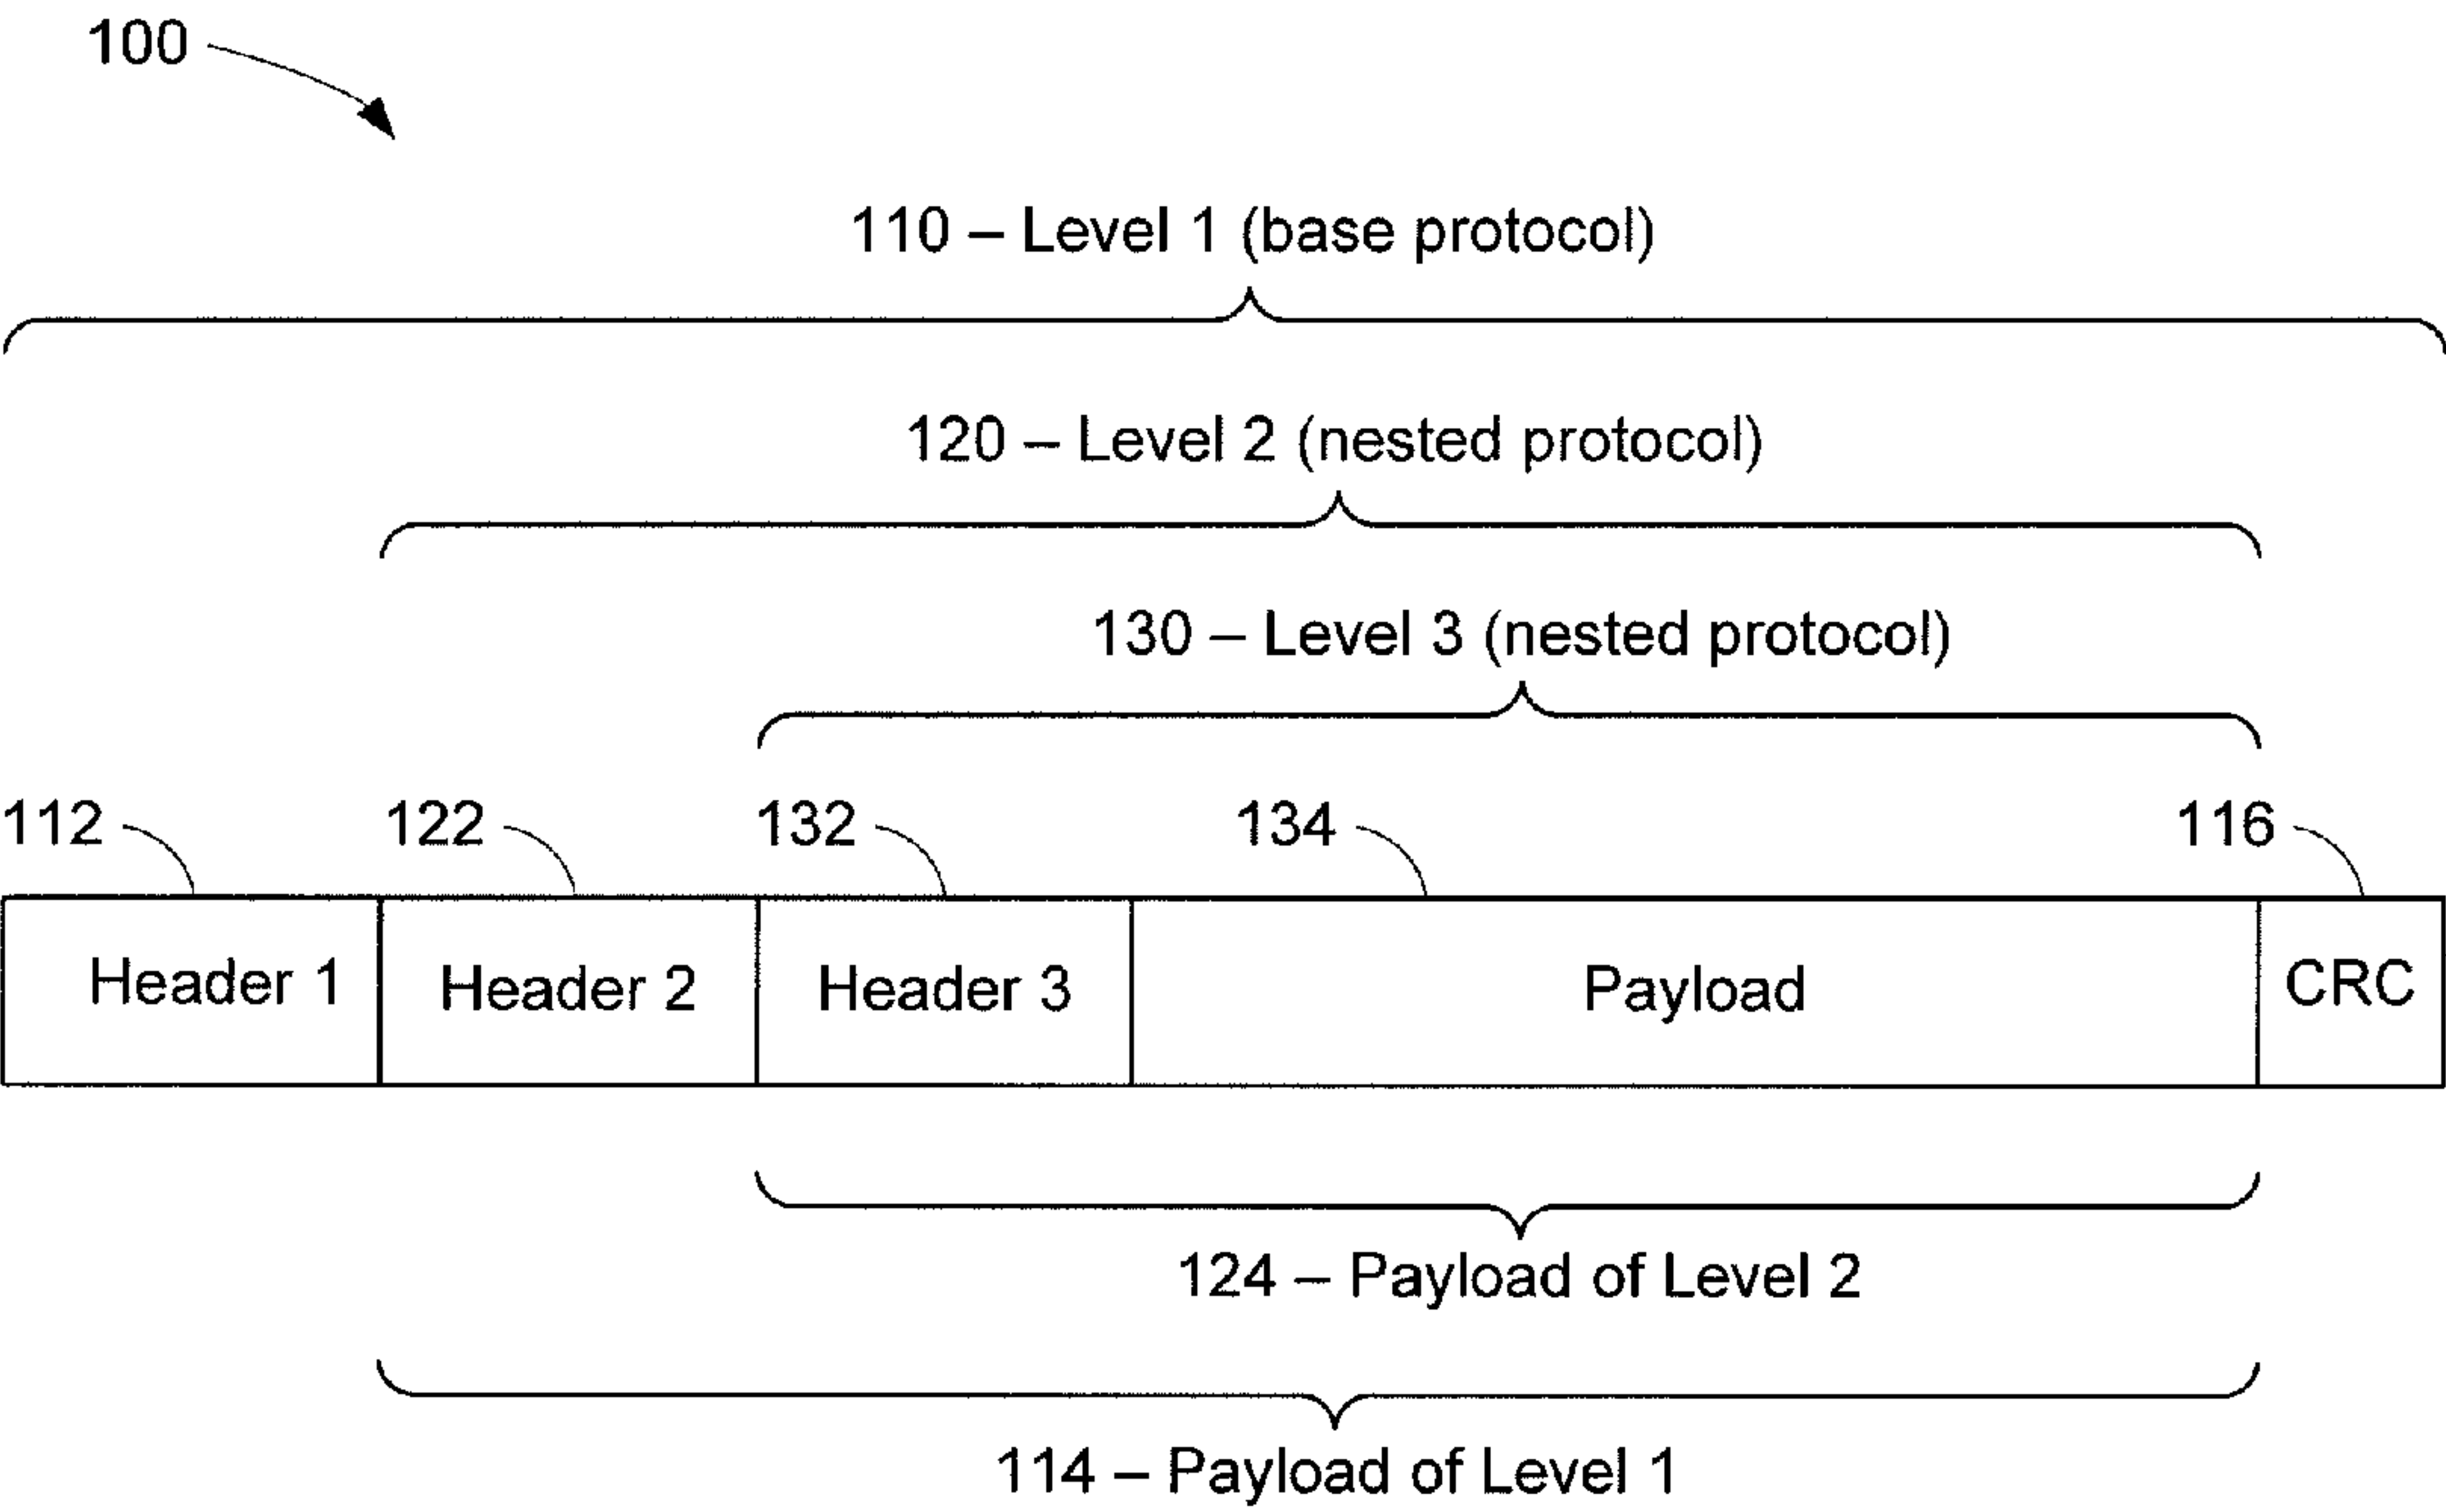 100
110 – Level 1 (base protocol)
120 – Level 2 (nested protocol)
130 – Level 3 (nested protocol)
112 122 132 134 116
Header 1 Header 2 Header 3 Payload CRC
124 – Payload of Level 2
114 – Payload of Level 1